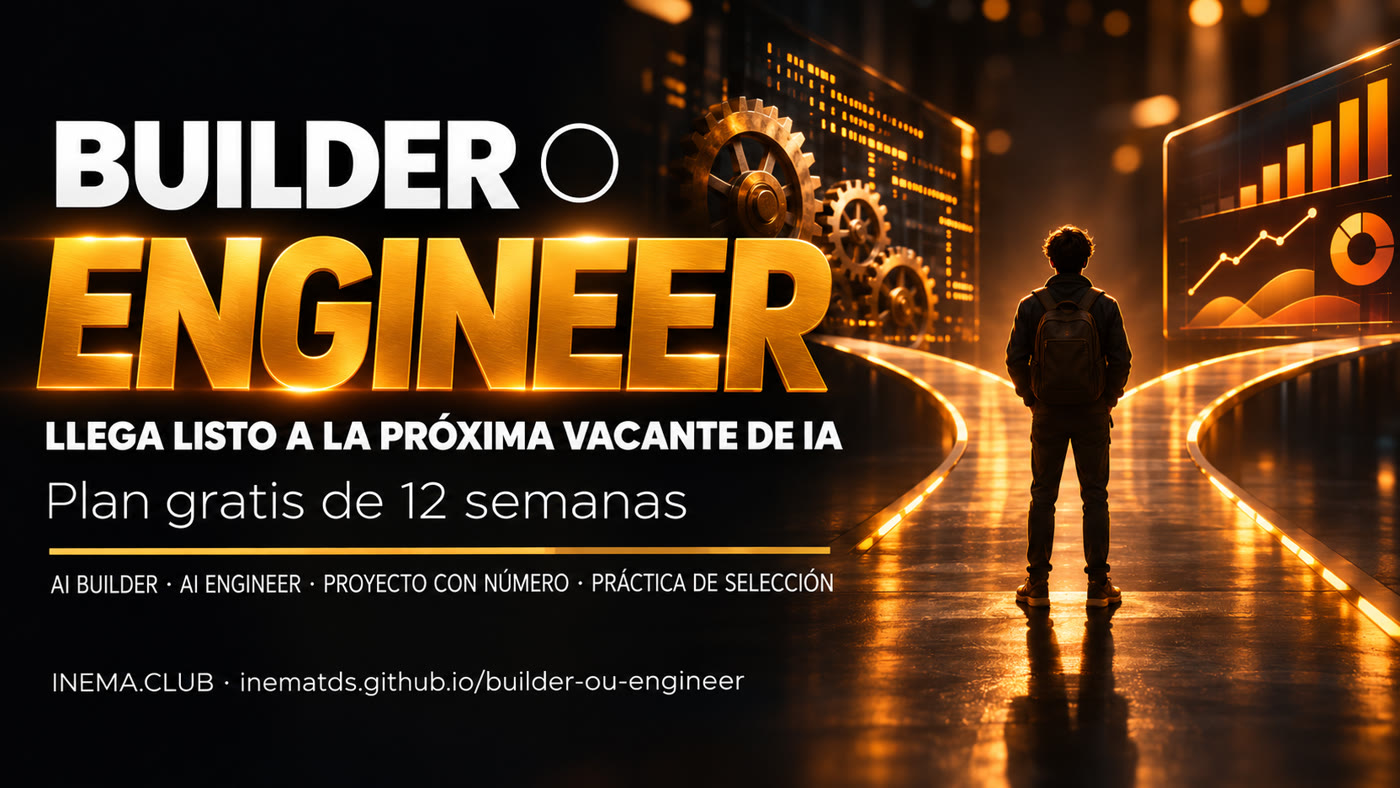 BUILDER O
ENGINEER
LLEGA LISTO A LA PRÓXIMA VACANTE DE IA
Plan gratis de 12 semanas
AI BUILDER · AI ENGINEER · PROYECTO CON NÚMERO · PRÁCTICA DE SELECCIÓN
INEMA.CLUB · inematds.github.io/builder-ou-engineer